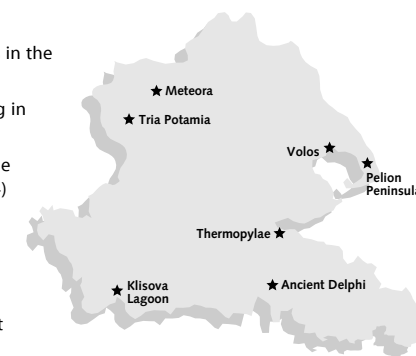 in the
g in
Meteora
Tria Potamia
Volos
Pelion
Peninsula
Thermopylae
Klisova
Lagoon
Ancient Delphi